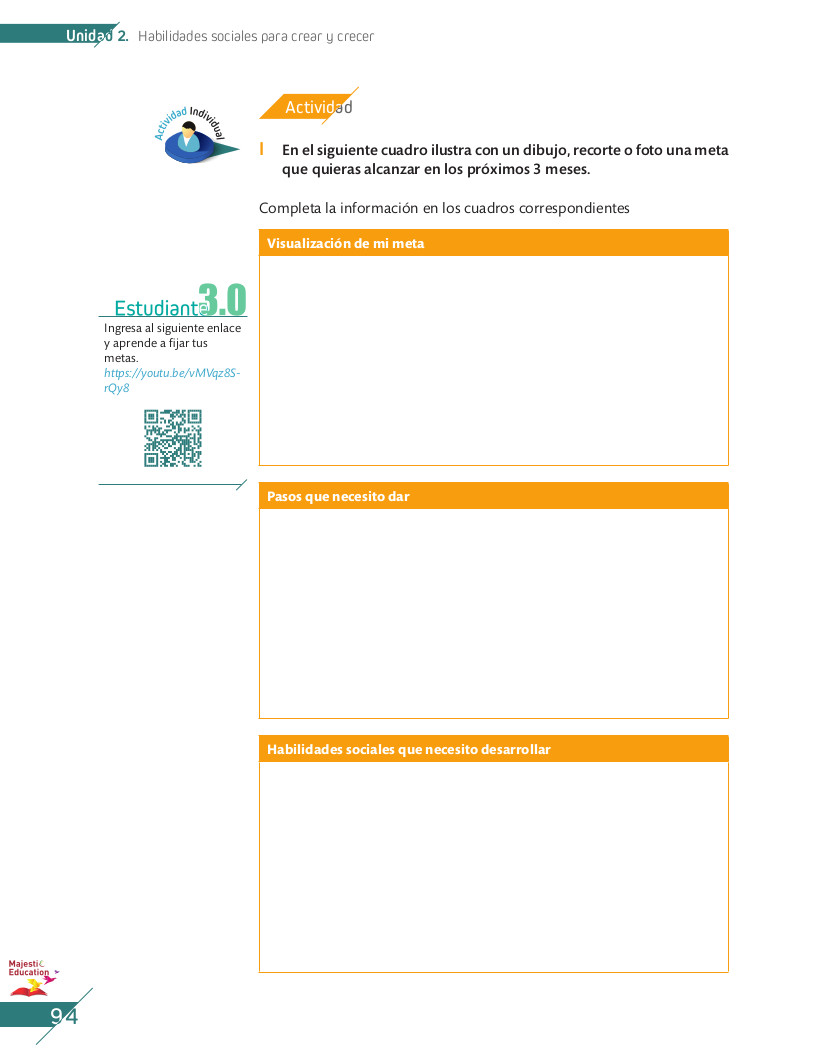 Unidad 2. Habilidades sociales para crear y crecer
Actividad Individual
Actividad
1 En el siguiente cuadro ilustra con un dibujo, recorte o foto una meta
que quieras alcanzar en los próximos 3 meses.
Completa la información en los cuadros correspondientes
Visualización de mi meta
Estudiante3.0
Ingresa al siguiente enlace
y aprende a fijar tus
metas.
https://youtu.be/vMVqz8S-
rQy8
Pasos que necesito dar
Habilidades sociales que necesito desarrollar
Majestic
Education
94